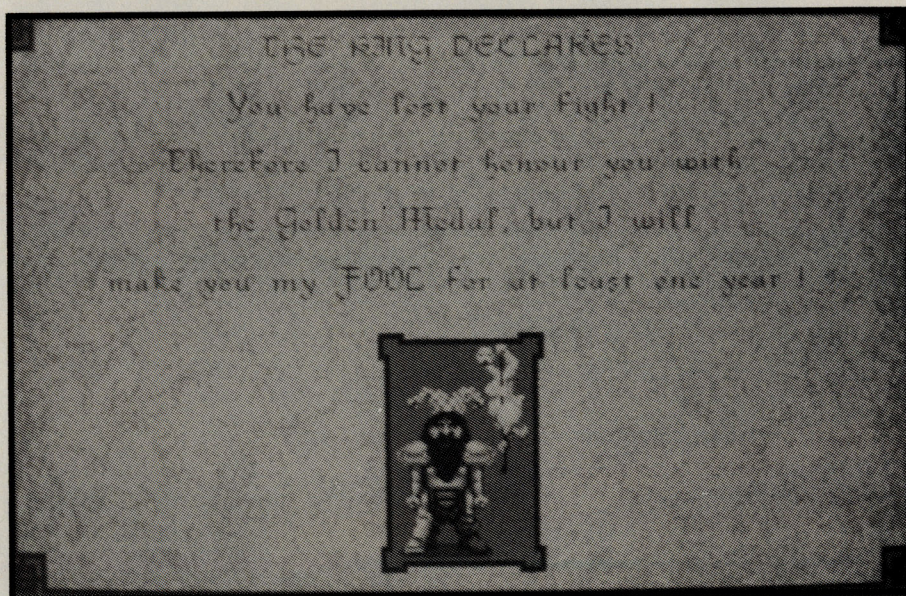 THE KING DECLARES
You have lost your fight !
Therefore I cannot honour you with
the Golden Medal, but I will
make you my FOOL for at least one year !